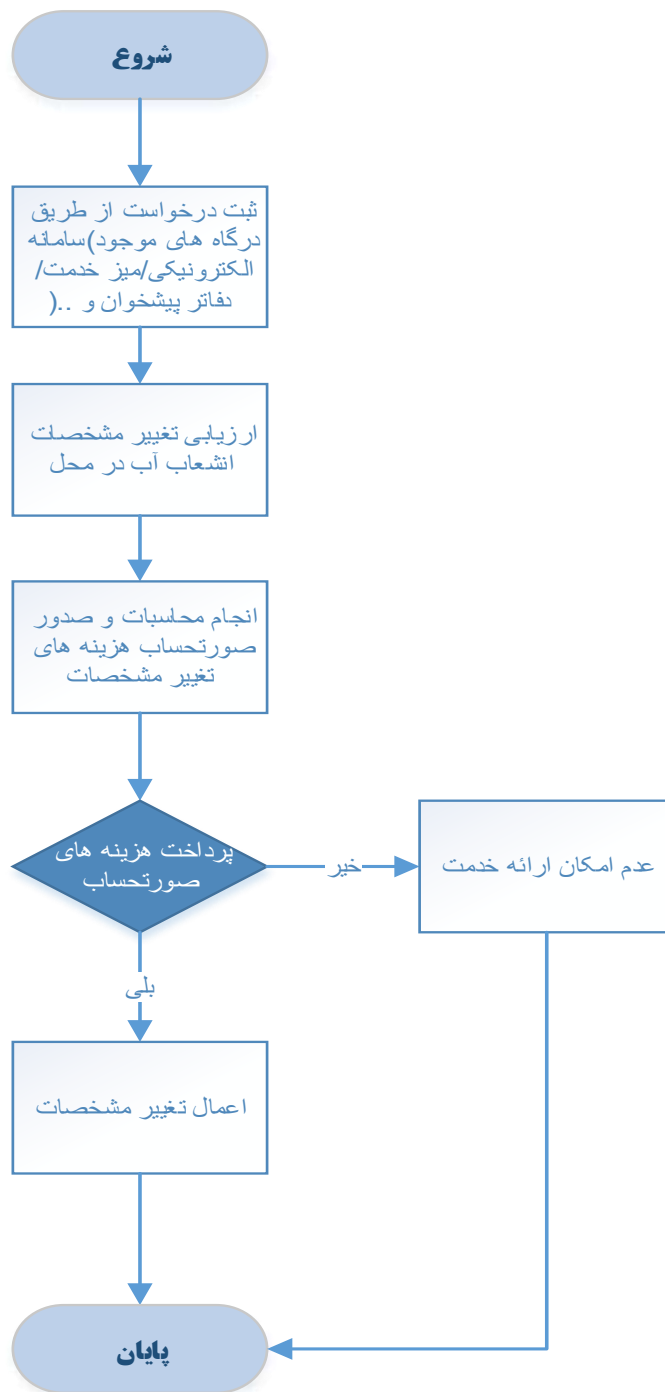 شروع
ثبت درخواست از طریق
درگاه های موجود)سامانه
الکترونیکی/میز خدمت/
دفاتر پیشخوان و ..(
ارزیابی تغییر مشخصات
انشعاب آب در محل
انجام محاسبات و صدور
صورتحساب هزینه های
تغییر مشخصات
پرداخت هزینه های
صورتحساب
خیر
عدم امکان ارائه خدمت
بلی
اعمال تغییر مشخصات
پایان